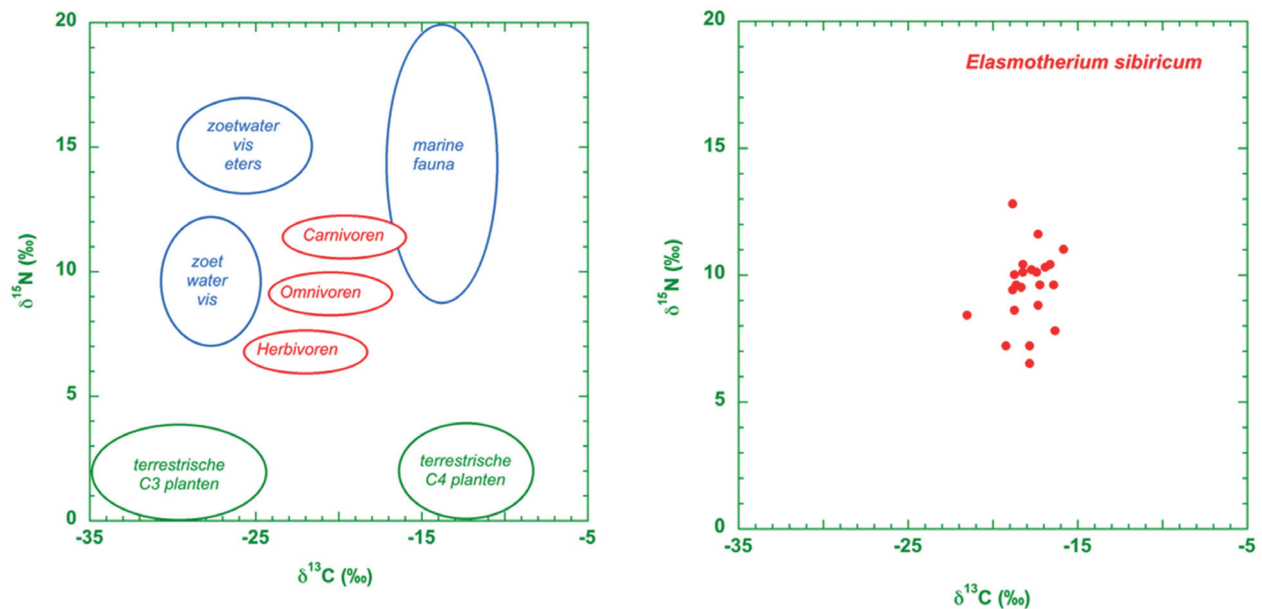 20
15
10
5
0
-35
-25
-15
-5
δ15N (‰)
δ13C (‰)
zoetwater
vis
eters
marine
fauna
zoet
water
vis
Carnivoren
Omnivoren
Herbivoren
terrestrische
C3 planten
terrestrische
C4 planten
20
15
10
5
0
-35
-25
-15
-5
δ15N (‰)
δ13C (‰)
Elasmotherium sibiricum